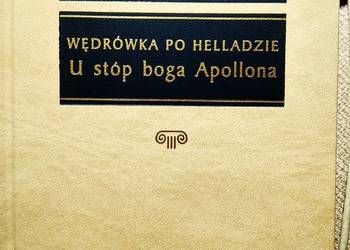 WĘDRÓWKA PO HELLADZIE
U stóp boga Apollona